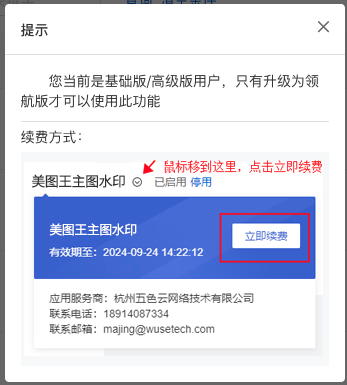 提示
您当前是基础版/高级版用户，只有升级为领
航版才可以使用此功能
续费方式：
鼠标移到这里，点击立即续费
美图王主图水印 已启用 停用
美图王主图水印
立即续费
有效期至：2024-09-24 14:22:12
应用服务商：杭州五色云网络技术有限公司
联系电话：18914087334
联系邮箱：majing@wusetech.com